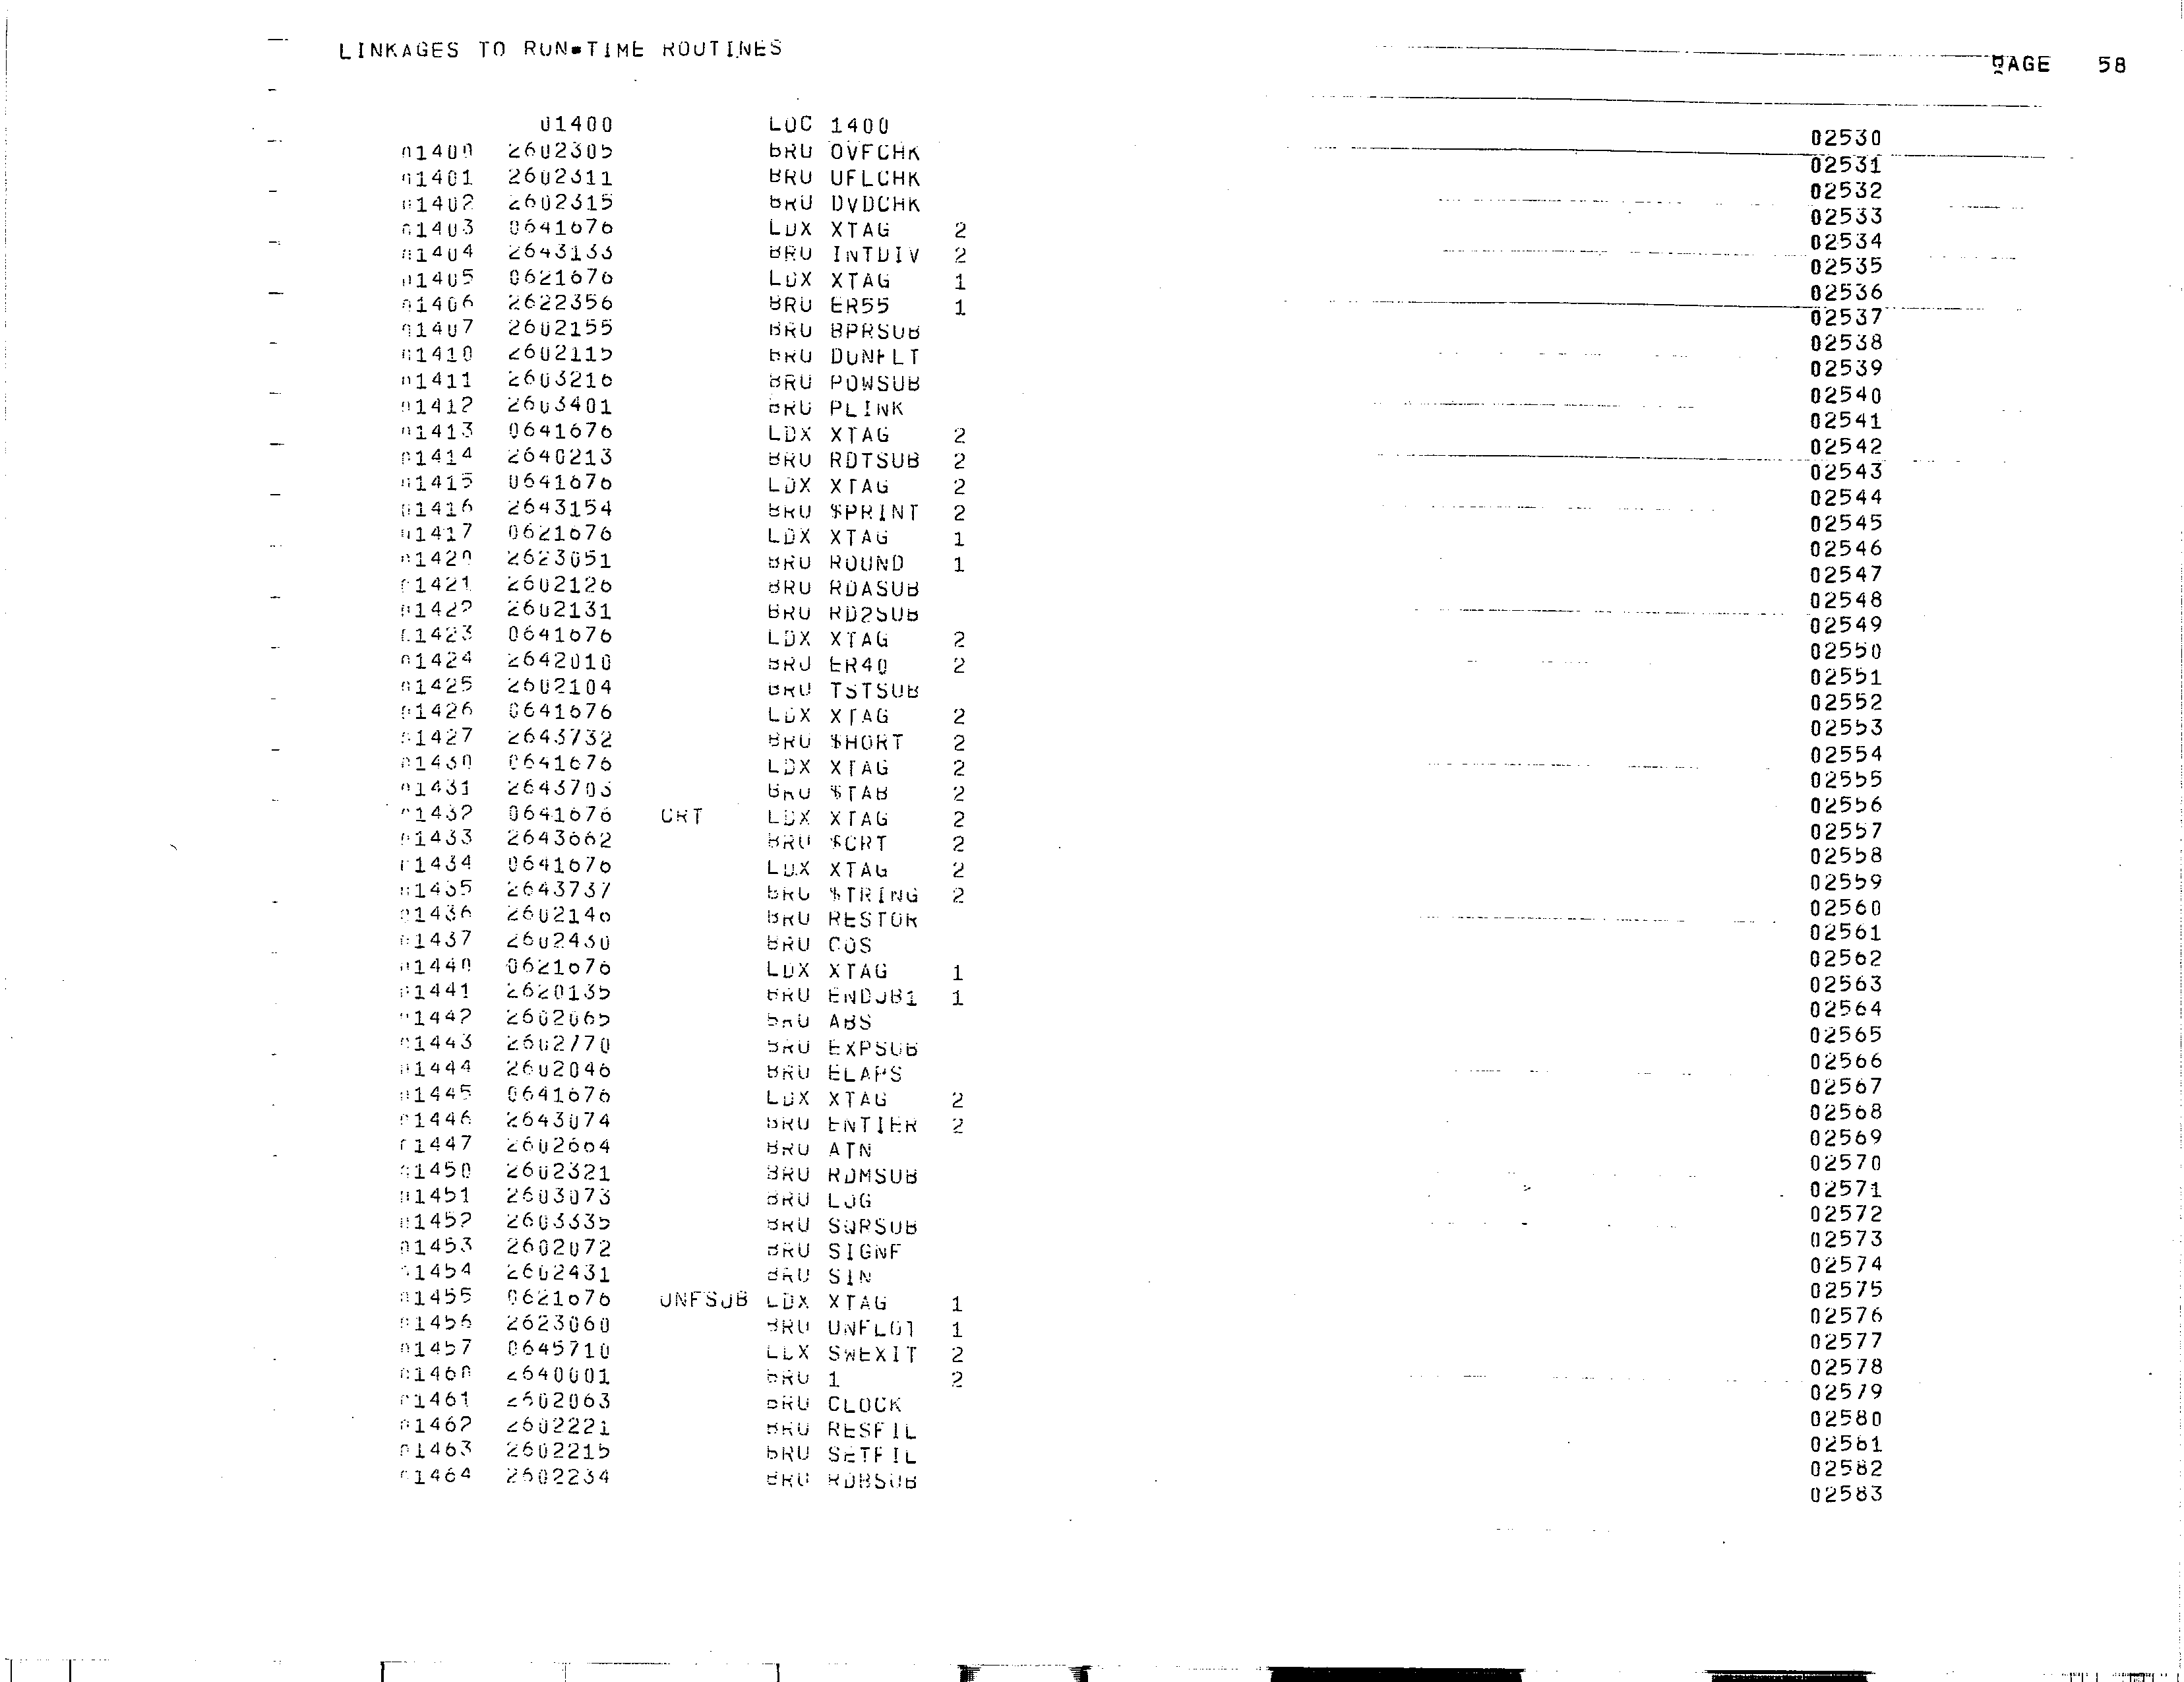 LINKAGES TO RUN-TIME ROUTINES PAGE 58
01400 LOC 1400 02530
01400 2602305 BRU OVFCHK 02531
01401 2602311 BRU UFLCHK 02532
01402 2602315 BRU DVDCHK 02533
01403 0641676 LDX XTAG 2 02534
01404 2643133 BRU INTDIV 2 02535
01405 0621676 LDX XTAG 1 02536
01406 2622356 BRU ER55 1 02537
01407 2602155 BRU BPRSUB 02538
01410 2602115 BRU DUNFLT 02539
01411 2603216 BRU POWSUB 02540
01412 2603401 BRU PLINK 02541
01413 0641676 LDX XTAG 2 02542
01414 2640213 BRU RDTSUB 2 02543
01415 0641676 LDX XTAG 2 02544
01416 2643154 BRU $PRINT 2 02545
01417 0621676 LDX XTAG 1 02546
01420 2623051 BRU ROUND 1 02547
01421 2602126 BRU RDASUB 02548
01422 2602131 BRU RD2SUB 02549
01423 0641676 LDX XTAG 2 02550
01424 2642010 BRU ER40 2 02551
01425 2602104 BRU TSTSUB 02552
01426 0641676 LDX XTAG 2 02553
01427 2643732 BRU $HORT 2 02554
01430 0641676 LDX XTAG 2 02555
01431 2643703 BRU $TAB 2 02556
01432 0641676 CRT LDX XTAG 2 02557
01433 2643662 BRU $CRT 2 02558
01434 0641676 LDX XTAG 2 02559
01435 2643737 BRU $TRING 2 02560
01436 2602146 BRU RESTOR 02561
01437 2602430 BRU COS 02562
01440 0621676 LDX XTAG 1 02563
01441 2620135 BRU ENDJB1 1 02564
01442 2602065 BRU ABS 02565
01443 2602770 BRU EXPSUB 02566
01444 2602046 BRU ELAPS 02567
01445 0641676 LDX XTAG 2 02568
01446 2643074 BRU ENTIER 2 02569
01447 2602664 BRU ATN 02570
01450 2602321 BRU RDMSUB 02571
01451 2603073 BRU LOG 02572
01452 2603335 BRU SQRSUB 02573
01453 2602072 BRU SIGNF 02574
01454 2602431 BRU SIN 02575
01455 0621676 UNFSUB LDX XTAG 1 02576
01456 2623060 BRU UNFLOT 1 02577
01457 0645710 LDX SWEXIT 2 02578
01460 2640001 BRU 1 2 02579
01461 2602063 BRU CLOCK 02580
01462 2602221 BRU RESFIL 02581
01463 2602215 BRU SETFIL 02582
01464 2602234 BRU RDRSUB 02583